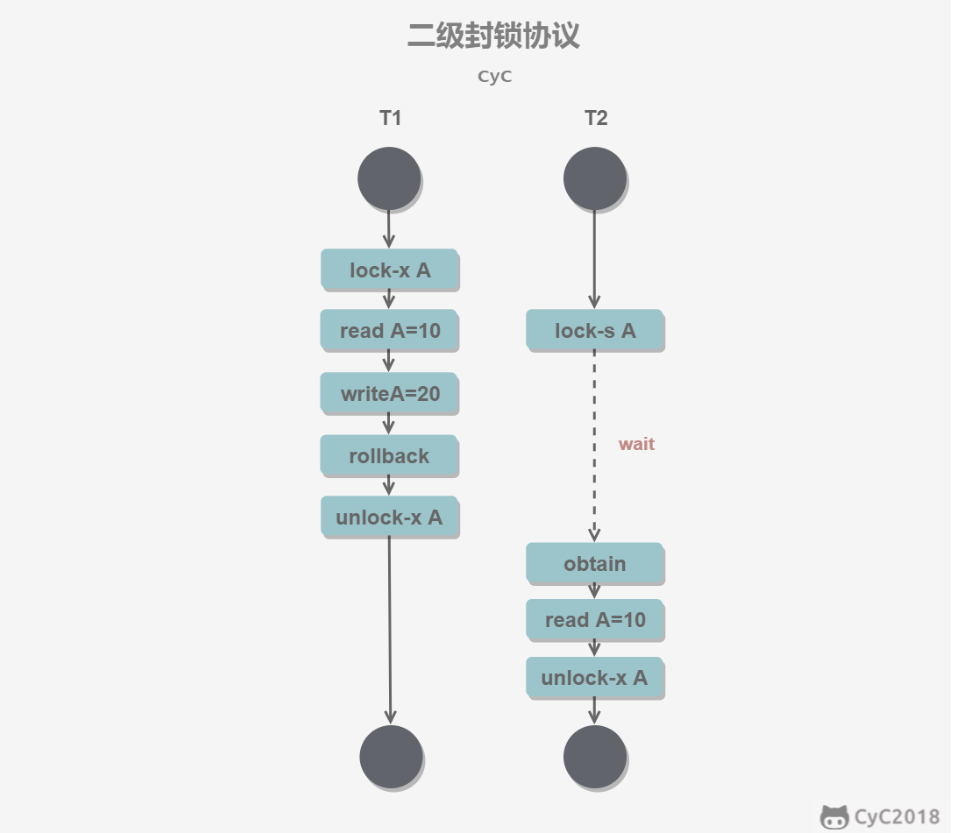 二级封锁协议
CyC
T1
T2
lock-x A
read A=10
lock-s A
writeA=20
wait
rollback
unlock-x A
obtain
read A=10
unlock-x A
CyC2018